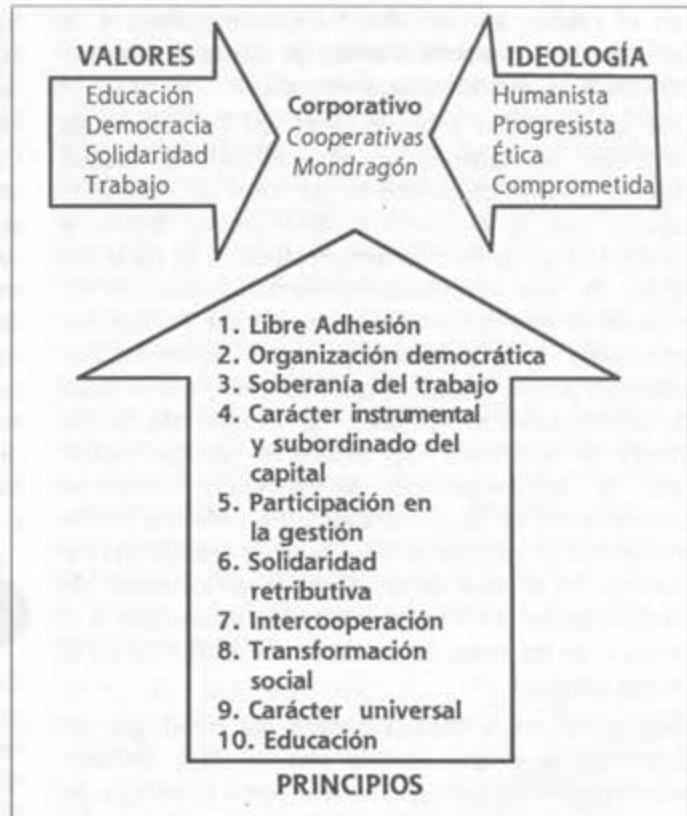 VALORES
Educación
Democracia
Solidaridad
Trabajo
Corporativo
Cooperativas
Mondragón
IDEOLOGÍA
Humanista
Progresista
Ética
Comprometida
1. Libre Adhesión
2. Organización democrática
3. Soberanía del trabajo
4. Carácter instrumental
y subordinado del
capital
5. Participación en
la gestión
6. Solidaridad
retributiva
7. Intercooperación
8. Transformación
social
9. Carácter universal
10. Educación
PRINCIPIOS